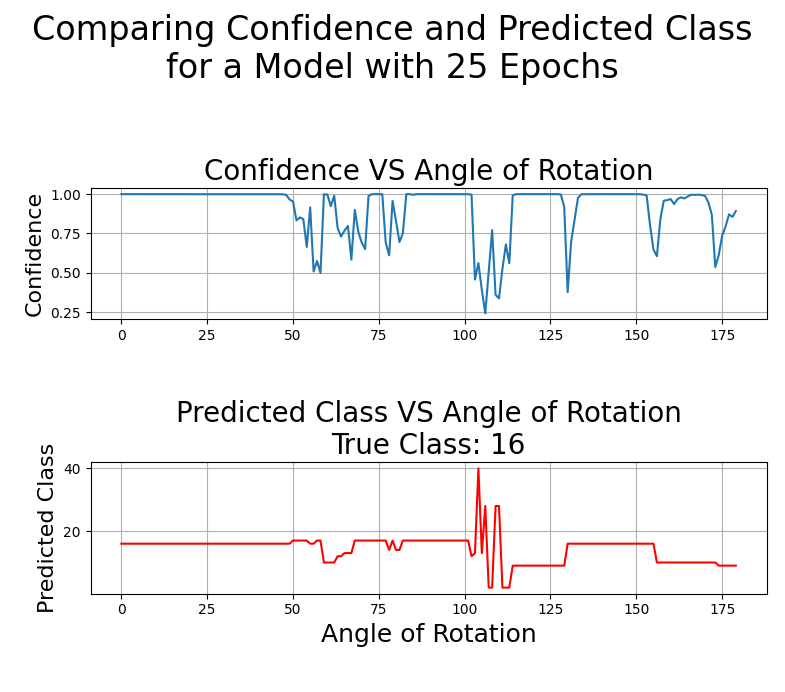 Comparing Confidence and Predicted Class
for a Model with 25 Epochs
Confidence VS Angle of Rotation
Confidence
1.00
0.75
0.50
0.25
0 25 50 75 100 125 150 175
Predicted Class VS Angle of Rotation
True Class: 16
Predicted Class
40
20
0 25 50 75 100 125 150 175
Angle of Rotation